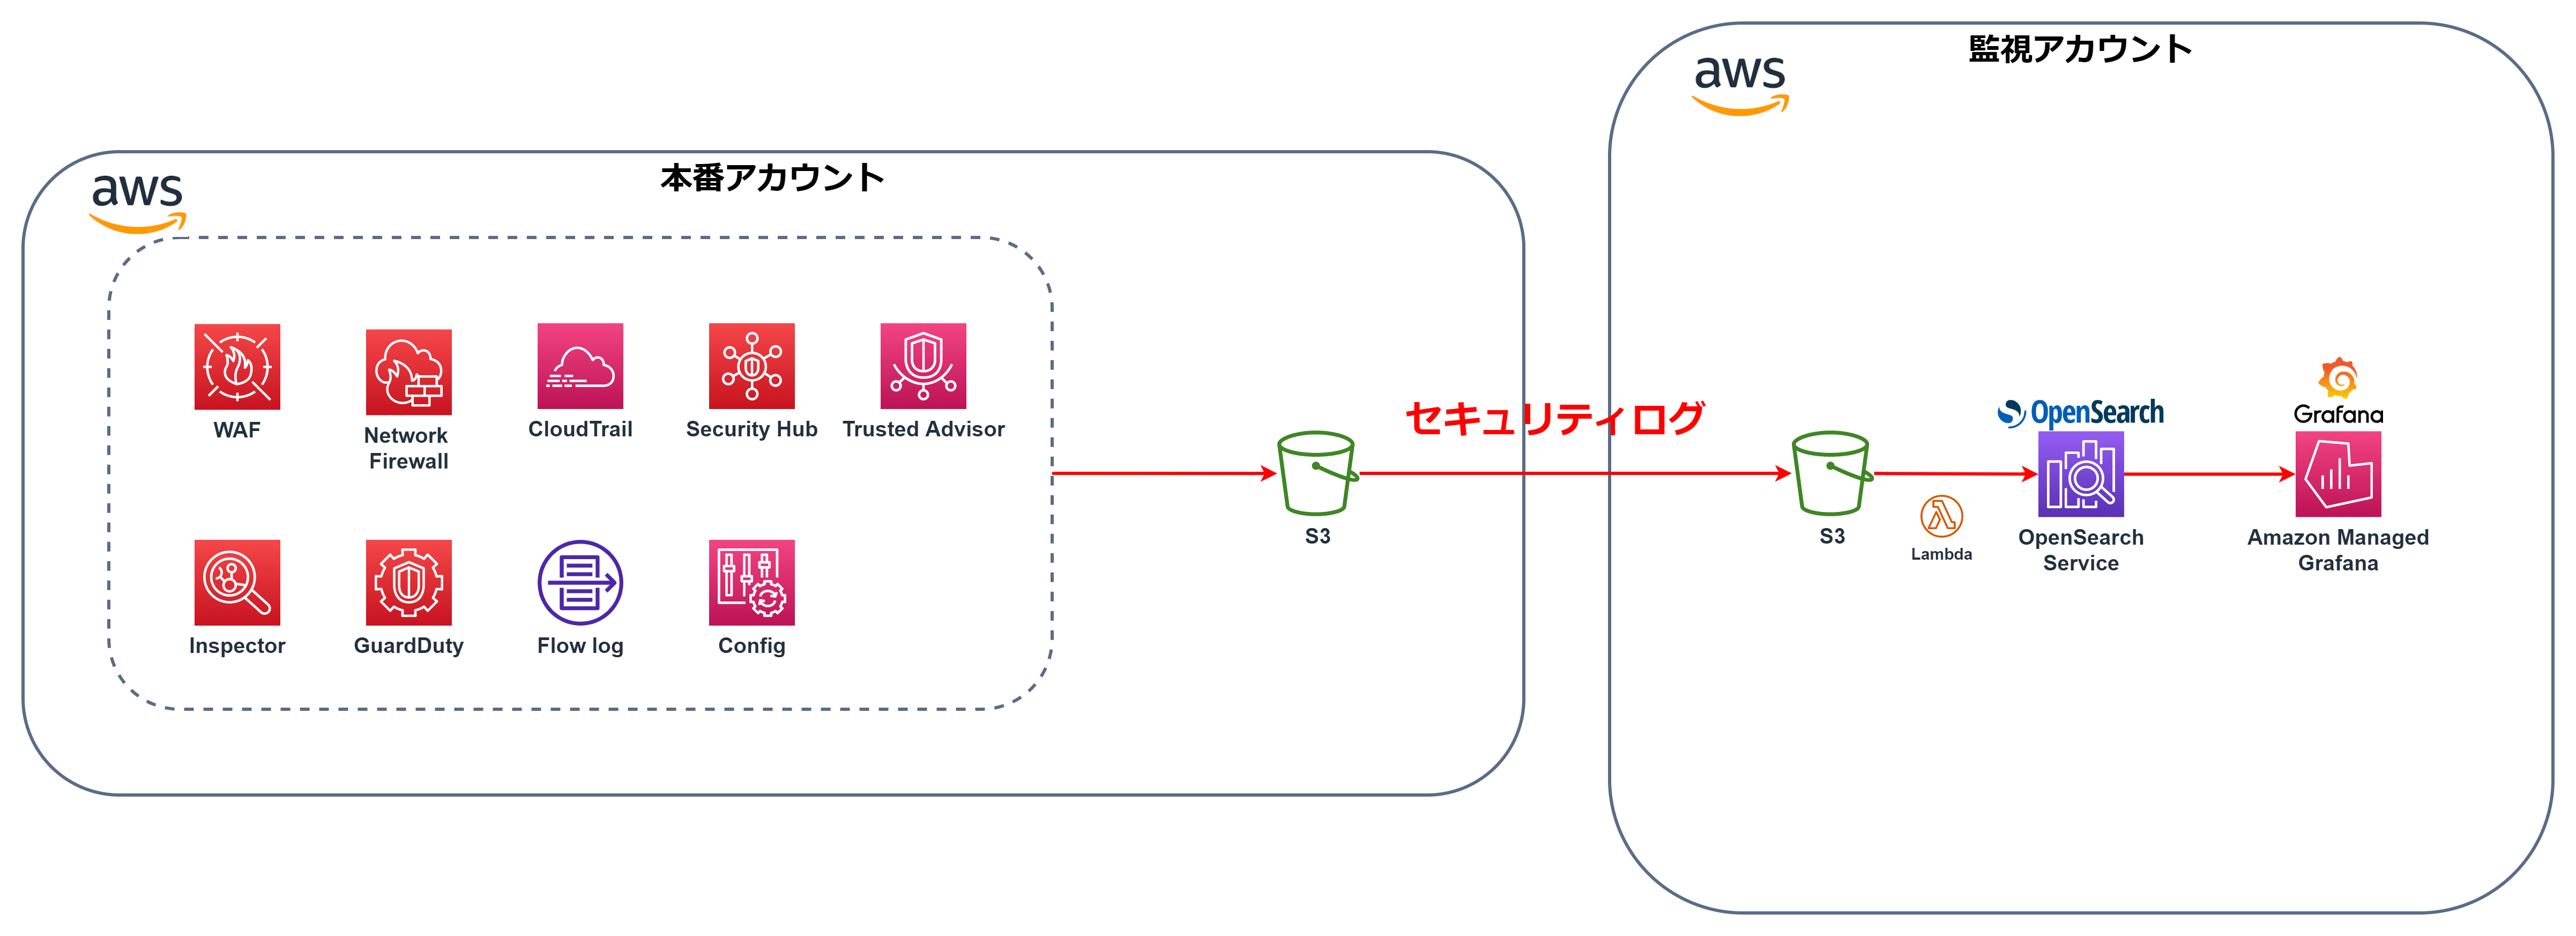 監視アカウント
aws
本番アカウント
aws
WAF
Network
Firewall
CloudTrail
Security Hub
Trusted Advisor
Inspector
GuardDuty
Flow log
Config
S3
セキュリティログ
S3
Lambda
OpenSearch
OpenSearch
Service
Grafana
Amazon Managed
Grafana